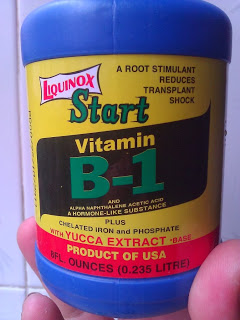 LIQUINOX
Start
A ROOT STIMULANT
REDUCES
TRANSPLANT
SHOCK
Vitamin
B-1
AND
ALPHA NAPHTHALENE ACETIC ACID
A HORMONE-LIKE SUBSTANCE
PLUS
CHELATED IRON and PHOSPHATE
WITH YUCCA EXTRACT *BASE
PRODUCT OF USA
8FL. OUNCES (0.235 LITRE)